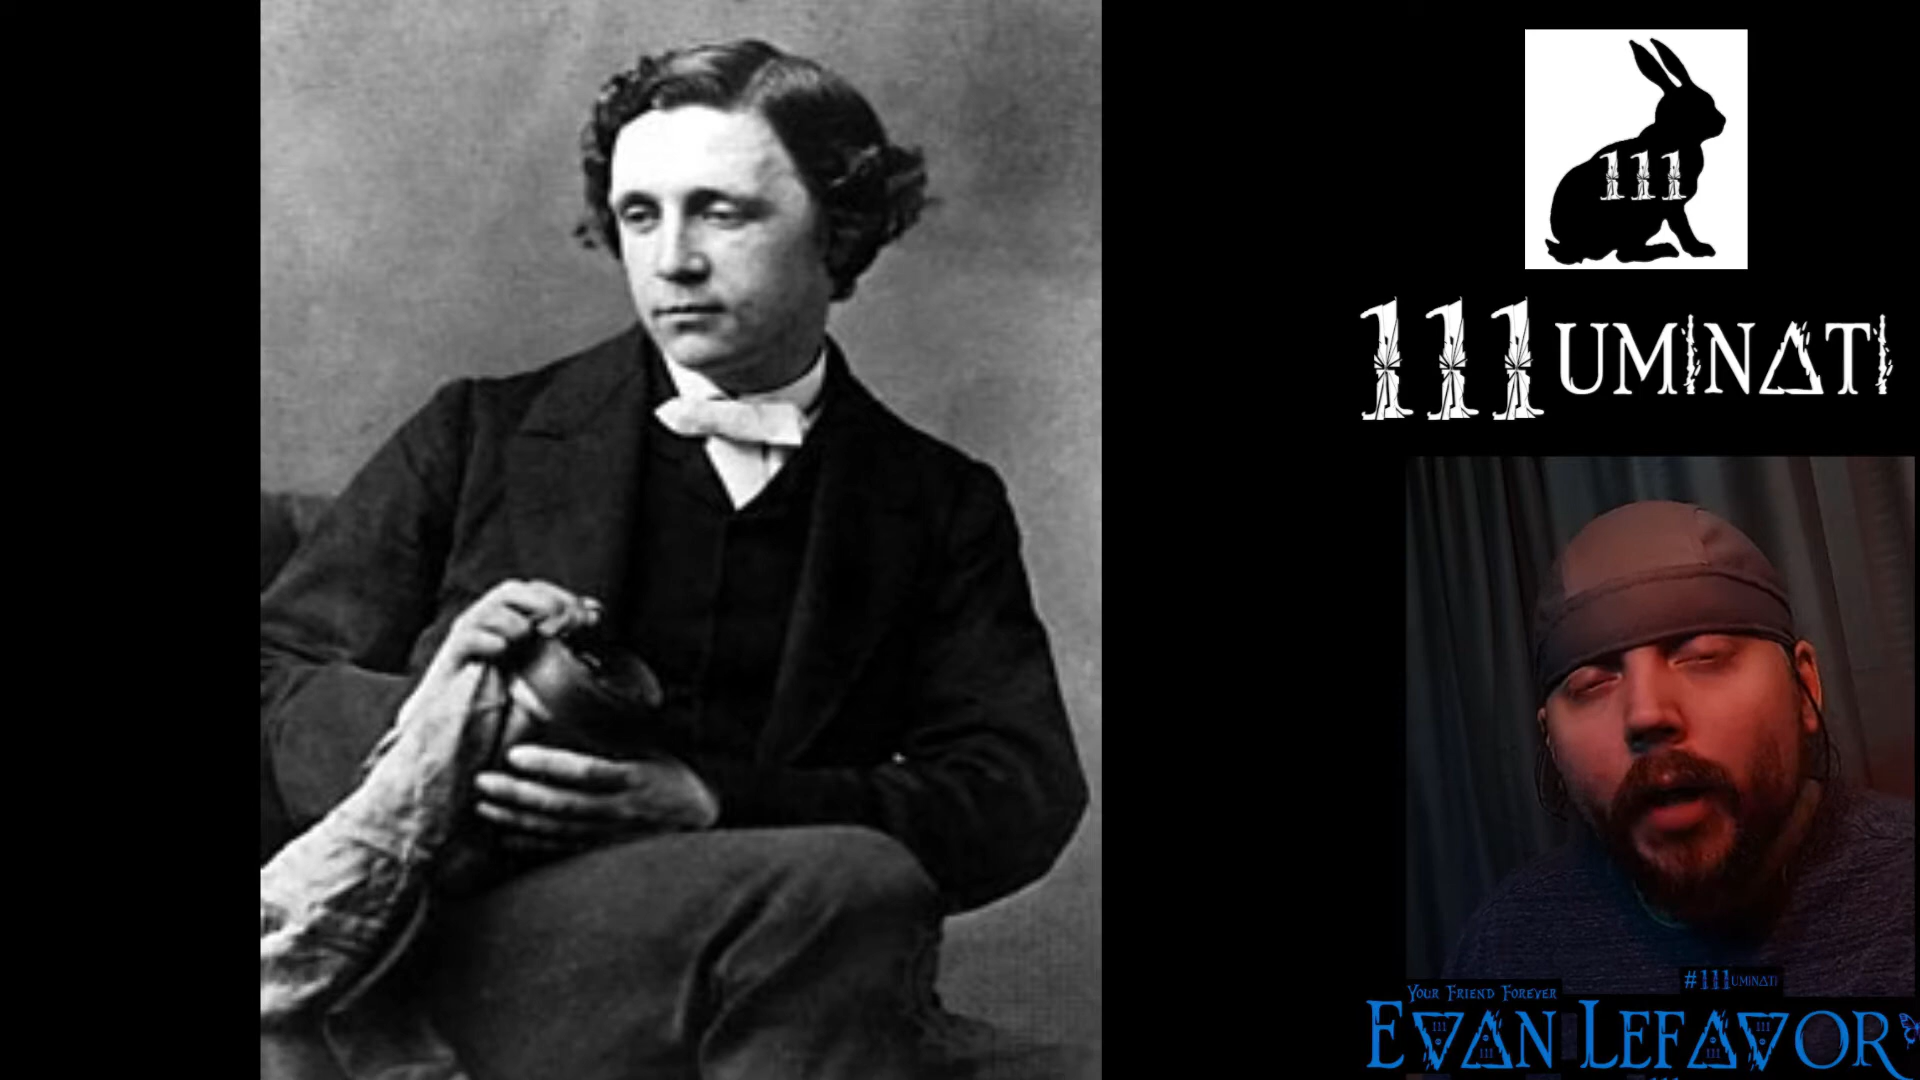 111
111UMINATI
#111UMINATI
YOUR FRIEND FOREVER
EVAN LEFAVOR